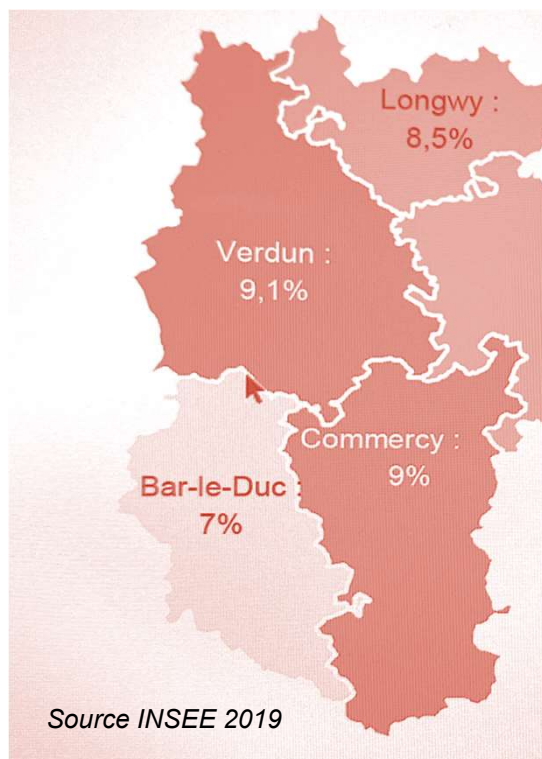 Longwy :
8,5%
Verdun :
9,1%
Commercy :
9%
Bar-le-Duc :
7%
Source INSEE 2019